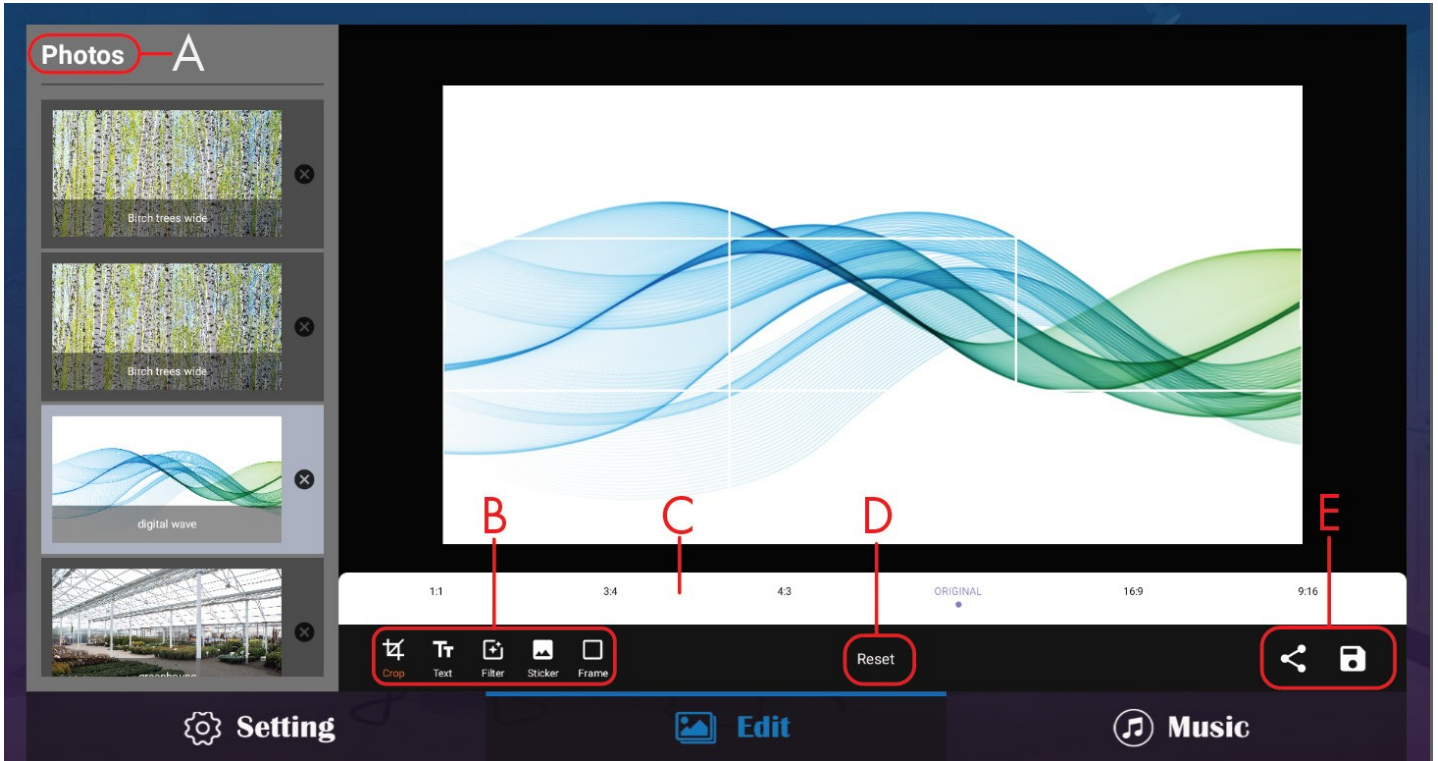 Photos
A
Birch trees wide
Birch trees wide
digital wave
greenhouse
B
C
D
E
1:1
3:4
4:3
ORIGINAL
16:9
9:16
Crop
Text
Filter
Sticker
Frame
Reset
Setting
Edit
Music